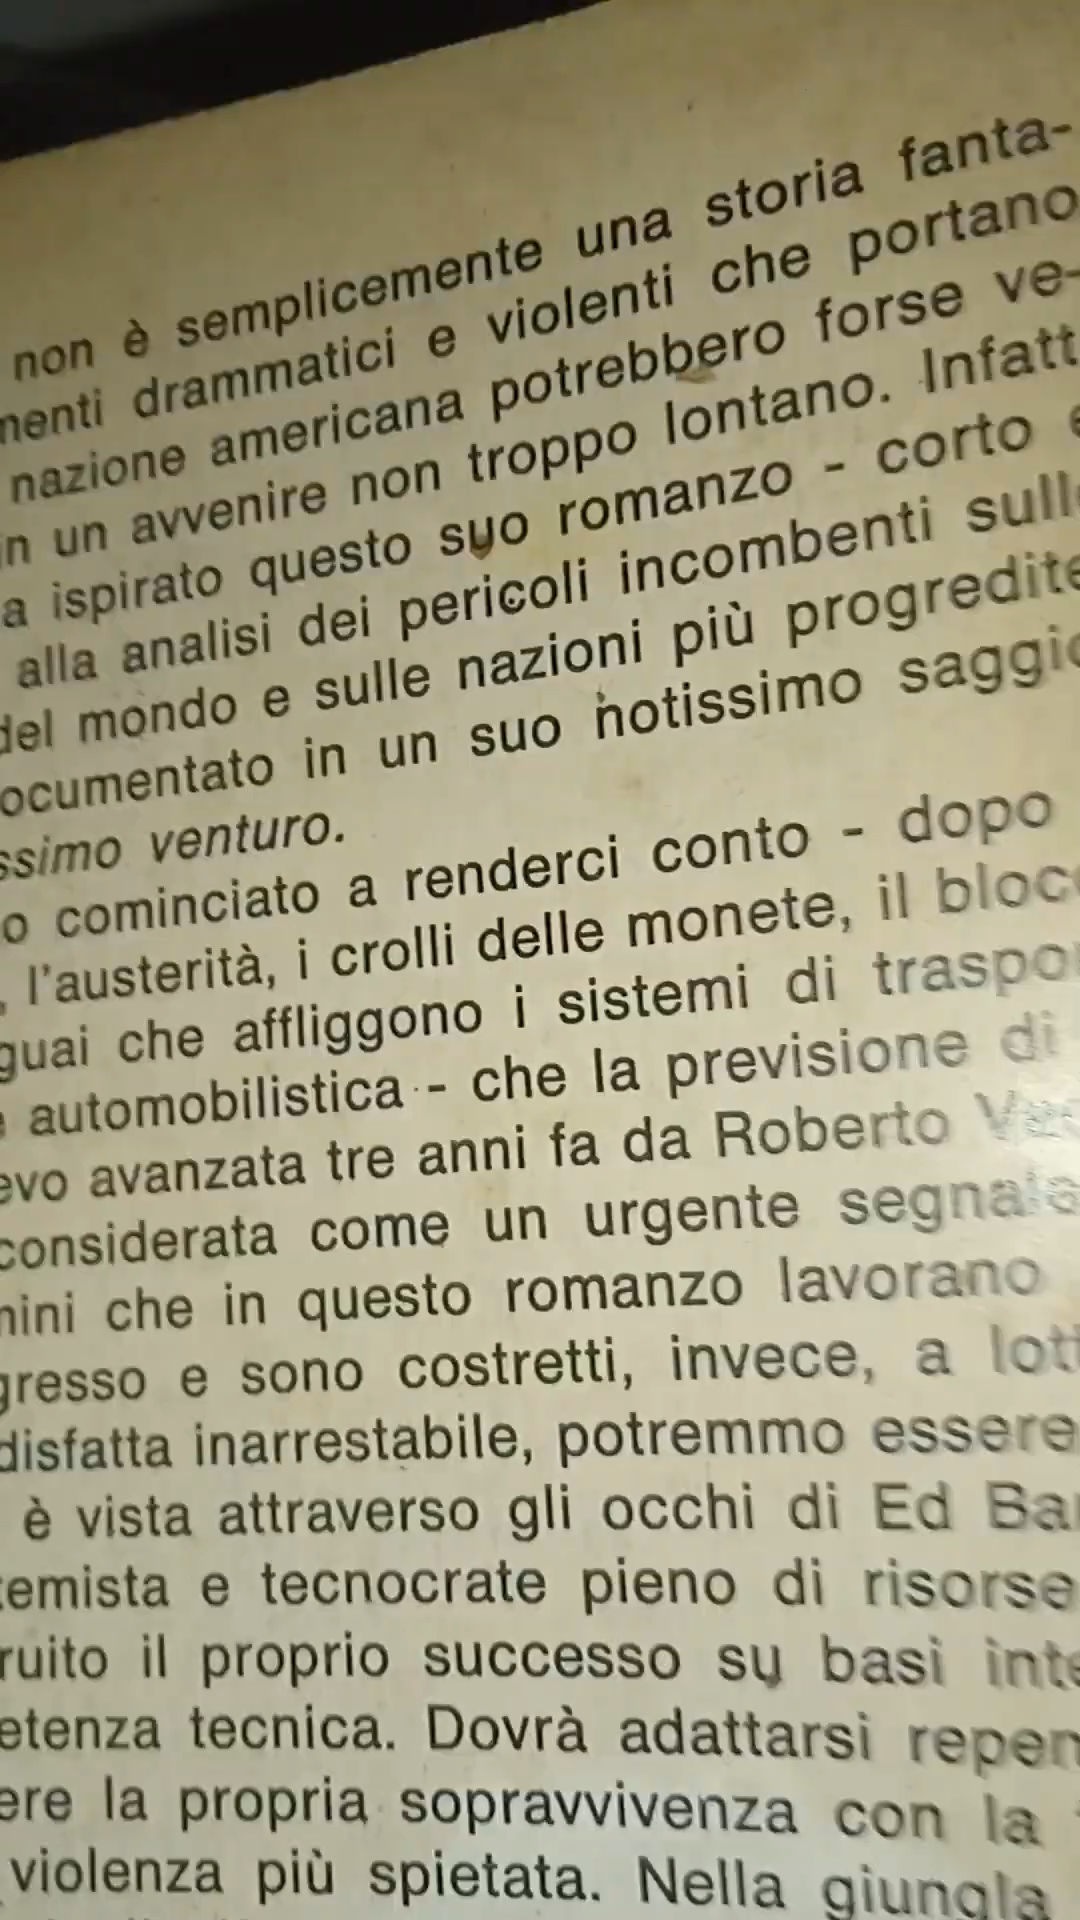 non è semplicemente una storia fanta-
menti drammatici e violenti che portano
nazione americana potrebbero forse ve-
in un avvenire non troppo lontano. Infatt
a ispirato questo suo romanzo - corto e
alla analisi dei pericoli incombenti sull
del mondo e sulle nazioni più progredite
ocumentato in un suo notissimo saggio
ssimo venturo.
o cominciato a renderci conto - dopo
, l'austerità, i crolli delle monete, il bloc
guai che affliggono i sistemi di traspo
e automobilistica - che la previsione di
evo avanzata tre anni fa da Roberto
considerata come un urgente segnale
mini che in questo romanzo lavorano
gresso e sono costretti, invece, a lott
disfatta inarrestabile, potremmo essere
è vista attraverso gli occhi di Ed Ba
temista e tecnocrate pieno di risorse
ruito il proprio successo su basi inte
etenza tecnica. Dovrà adattarsi repen
ere la propria sopravvivenza con la
violenza più spietata. Nella giungla